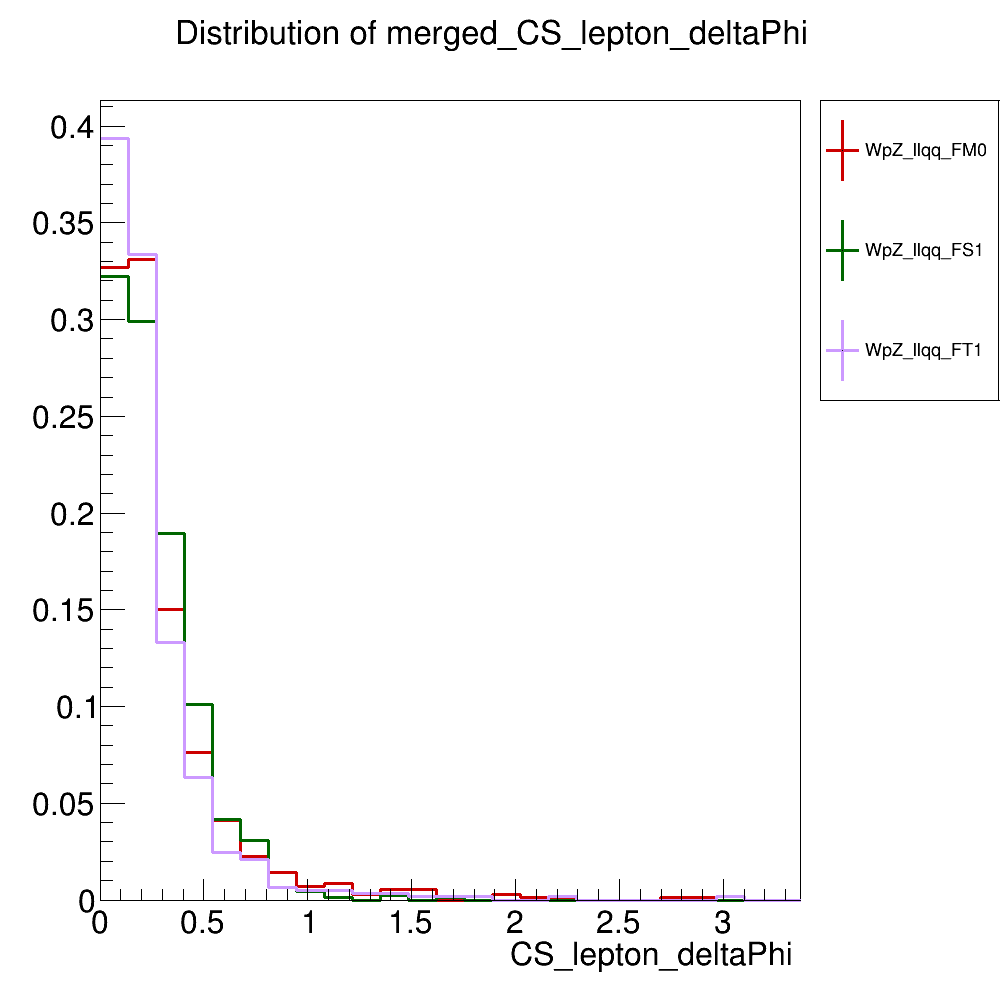 Distribution of merged_CS_lepton_deltaPhi
0.4
0.35
0.3
0.25
0.2
0.15
0.1
0.05
0
0 0.5 1 1.5 2 2.5 3
CS_lepton_deltaPhi
WpZ_llqq_FM0
WpZ_llqq_FS1
WpZ_llqq_FT1